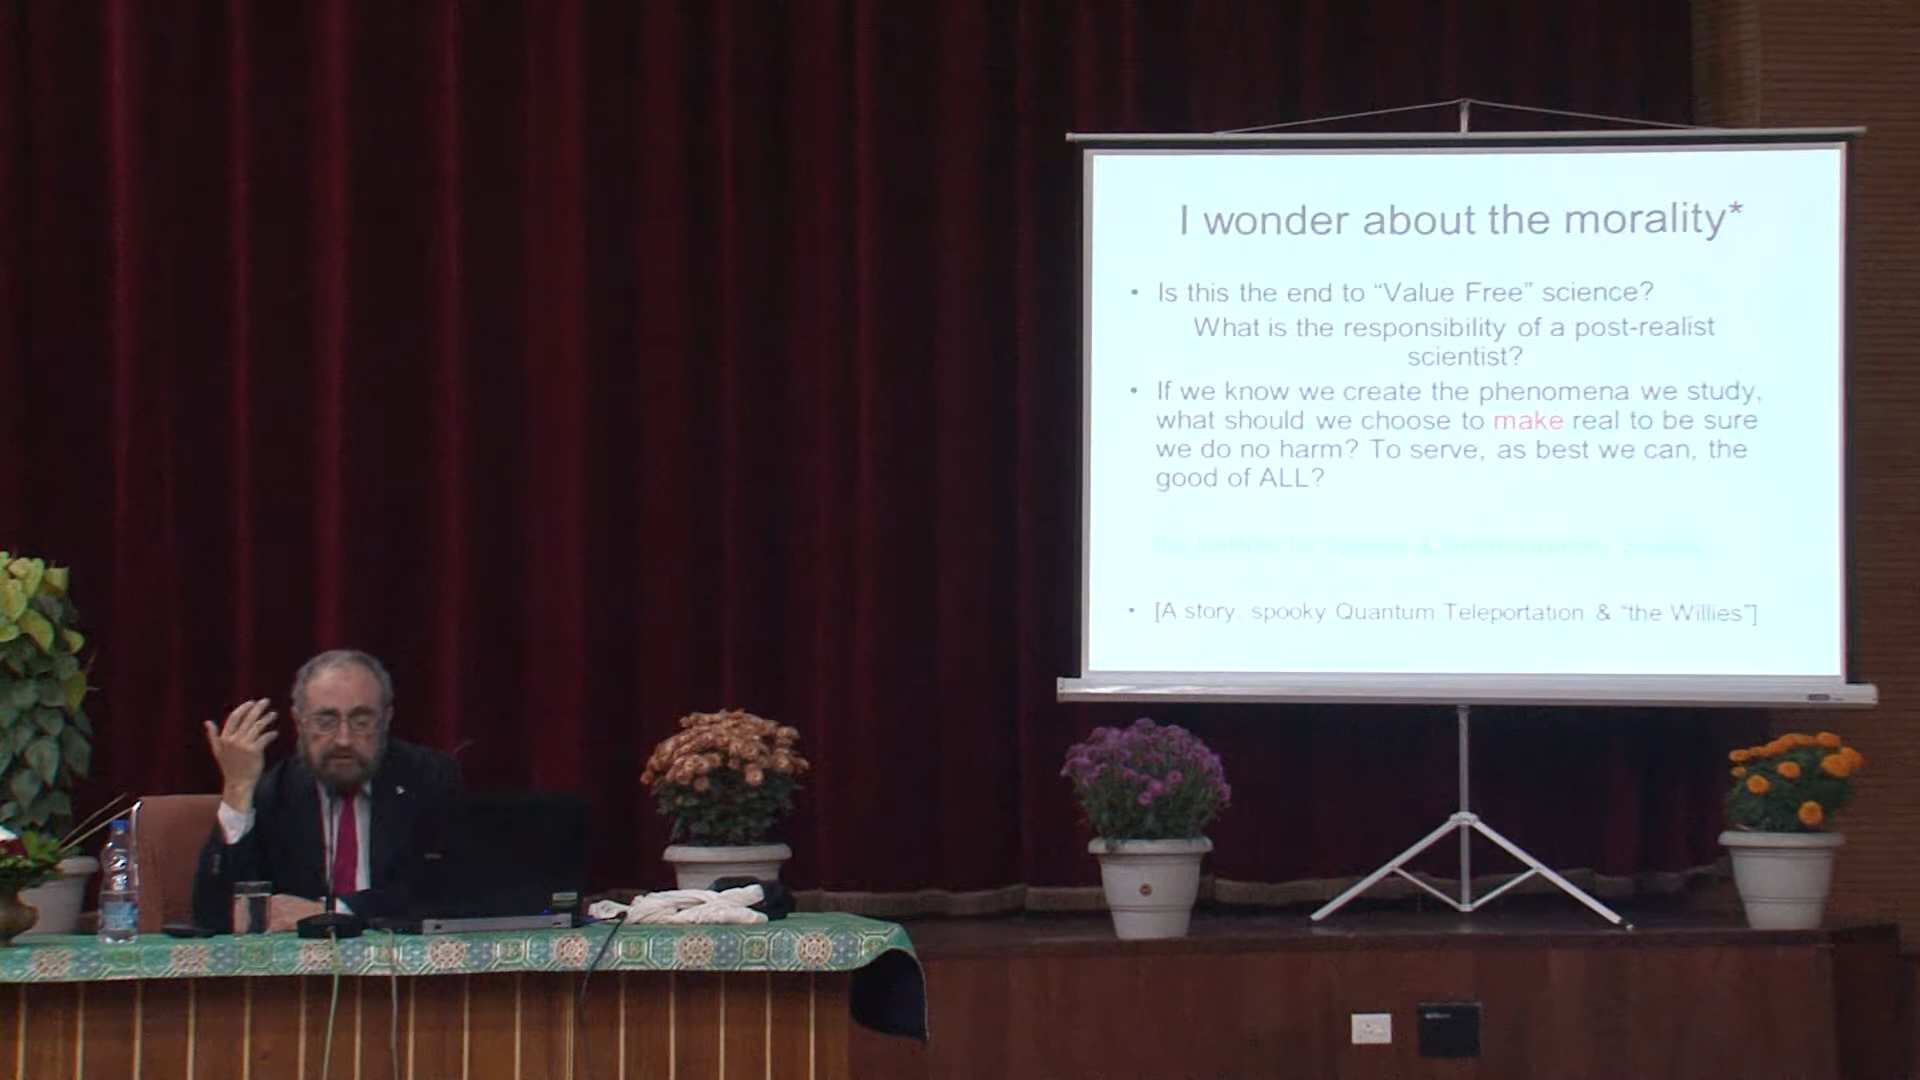 I wonder about the morality*
• Is this the end to “Value Free” science?
What is the responsibility of a post-realist
scientist?
• If we know we create the phenomena we study,
what should we choose to make real to be sure
we do no harm? To serve, as best we can, the
good of ALL?
• [A story: spooky Quantum Teleportation & “the Willies”]